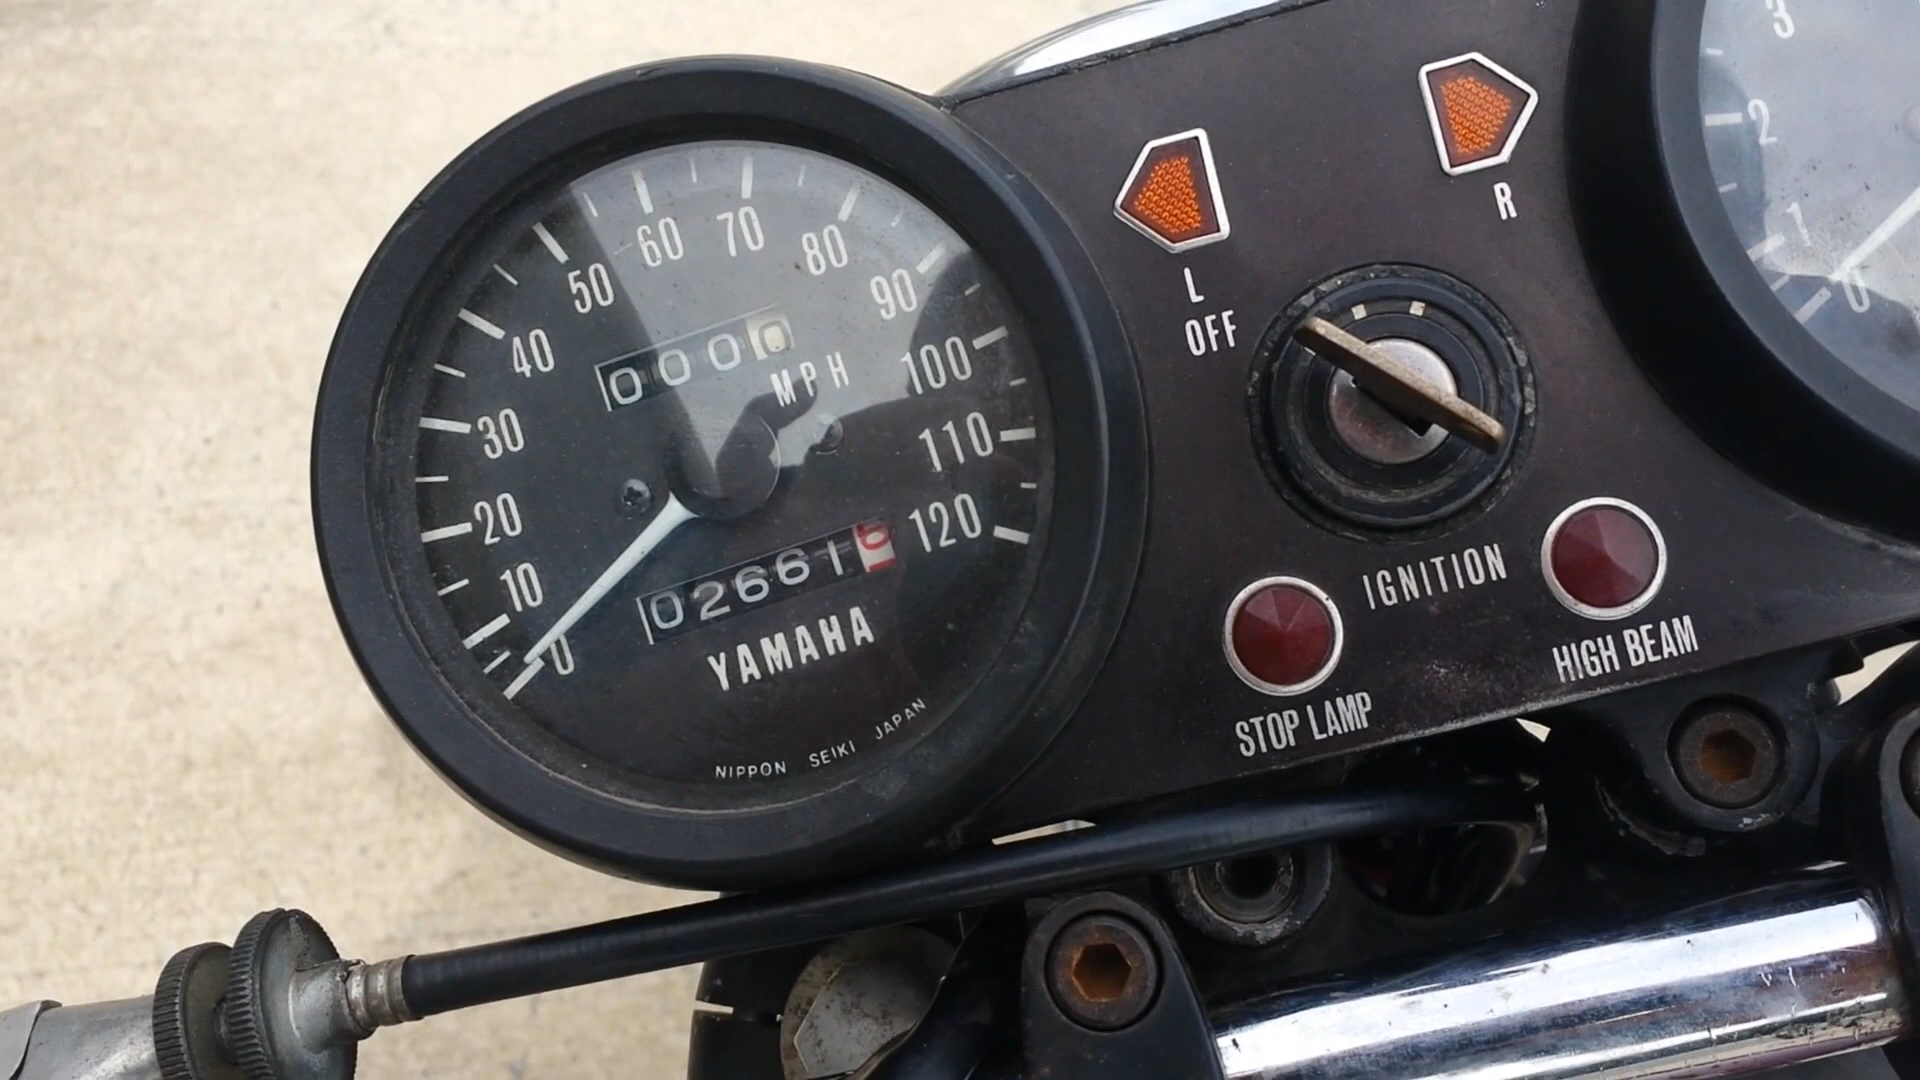 50 60 70 80
40 90
30 100
20 110
10 120
0
0000
MPH
026616
YAMAHA
NIPPON SEIKI JAPAN
L
R
OFF
IGNITION
STOP LAMP
HIGH BEAM
3
2
1
0